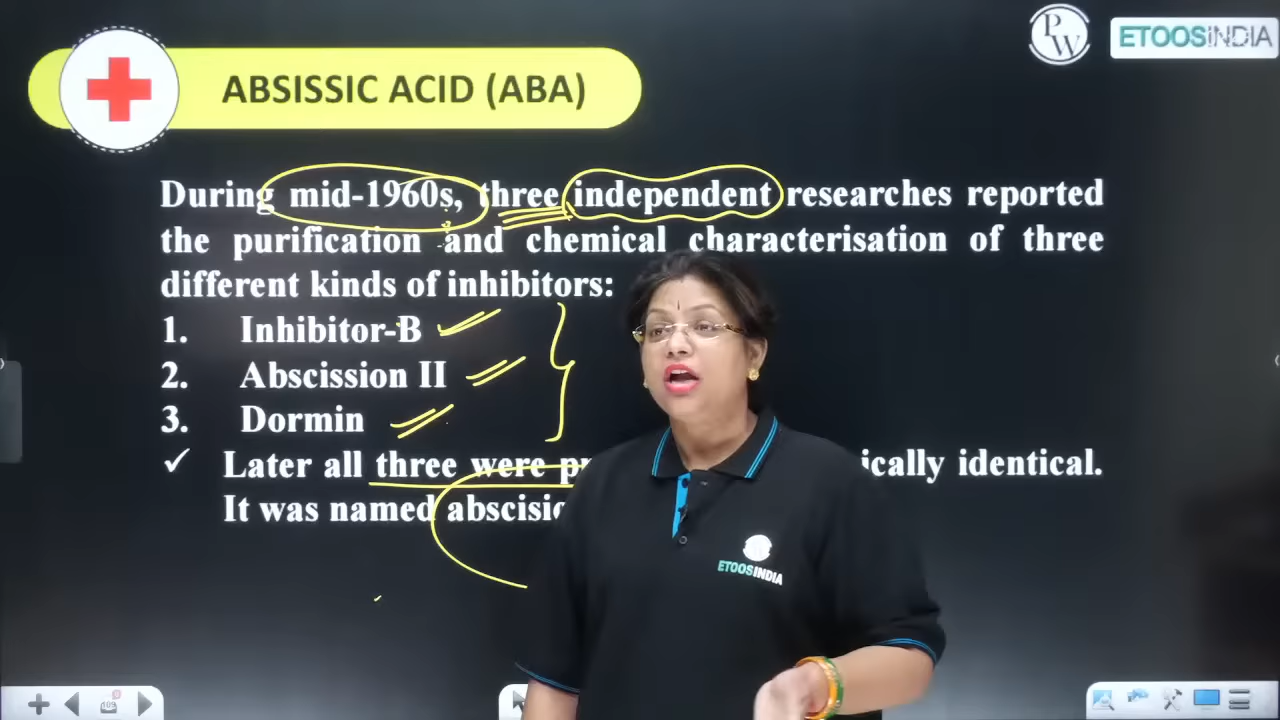 PW
ETOOSINDIA
ABSISSIC ACID (ABA)
During mid-1960s, three independent researches reported
the purification and chemical characterisation of three
different kinds of inhibitors:
1. Inhibitor-B
2. Abscission II
3. Dormin
✓ Later all three were identical.
It was named
ETOOSINDIA
109